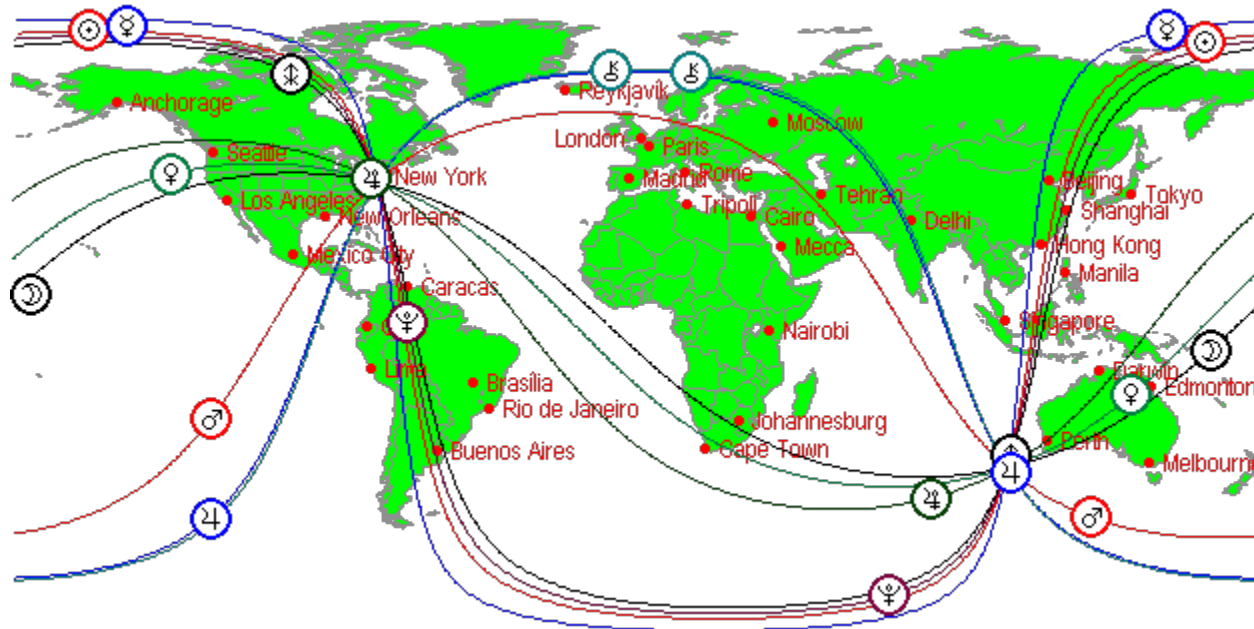 Reykjavík
Anchorage
Moscow
London
Paris
Seattle
New York
Madrid
Rome
Tehran
Beijing
Tokyo
Los Angeles
New Orleans
Tripoli
Cairo
Delhi
Shanghai
Mexico City
Mecca
Hong Kong
Manila
Caracas
Singapore
Nairobi
Lima
Brasília
Darwin
Edmonton
Rio de Janeiro
Johannesburg
Perth
Buenos Aires
Cape Town
Melbourne